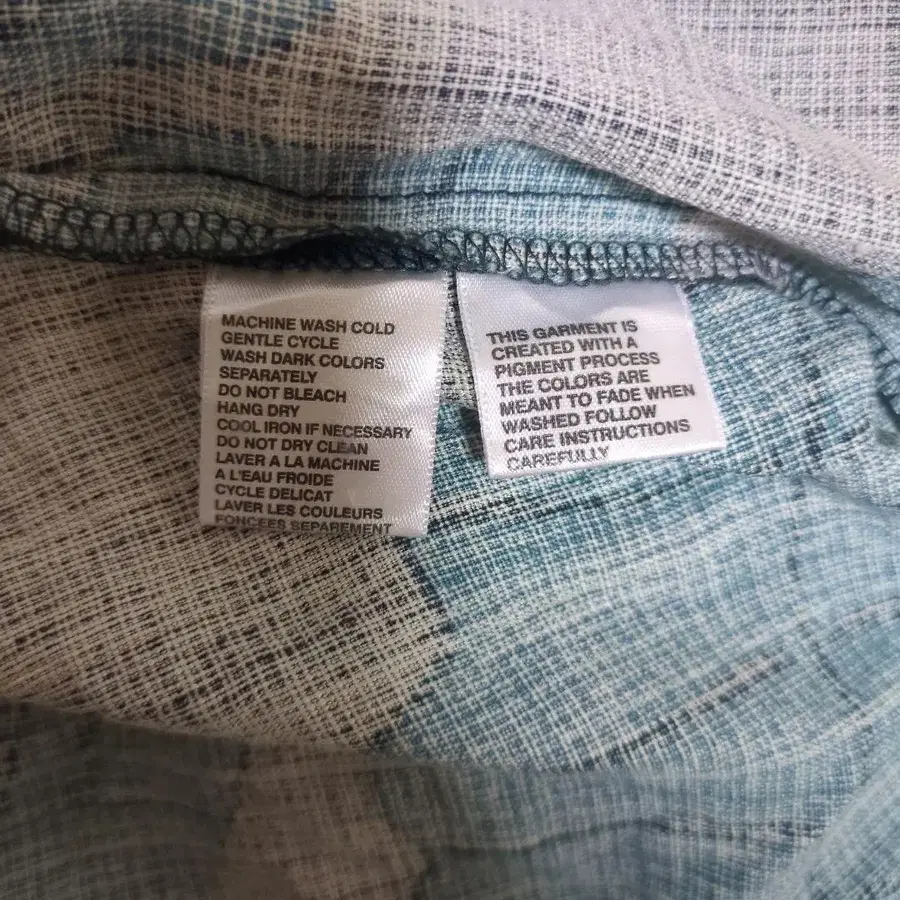 MACHINE WASH COLD
GENTLE CYCLE
WASH DARK COLORS
SEPARATELY
DO NOT BLEACH
HANG DRY
COOL IRON IF NECESSARY
DO NOT DRY CLEAN
LAVER A LA MACHINE
A L'EAU FROIDE
CYCLE DELICAT
LAVER LES COULEURS
FONCEES SEPAREMENT
THIS GARMENT IS
CREATED WITH A
PIGMENT PROCESS
THE COLORS ARE
MEANT TO FADE WHEN
WASHED FOLLOW
CARE INSTRUCTIONS
CAREFULLY